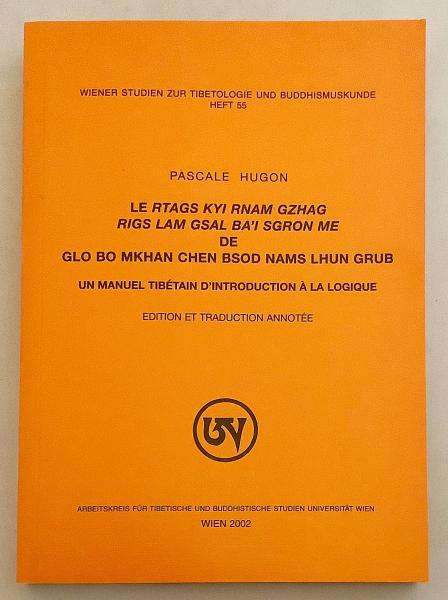 WIENER STUDIEN ZUR TIBETOLOGIE UND BUDDHISMUSKUNDE
HEFT 55
PASCALE HUGON
LE RTAGS KYI RNAM GZHAG
RIGS LAM GSAL BA'I SGRON ME
DE
GLO BO MKHAN CHEN BSOD NAMS LHUN GRUB
UN MANUEL TIBÉTAIN D'INTRODUCTION À LA LOGIQUE
EDITION ET TRADUCTION ANNOTÉE
ARBEITSKREIS FÜR TIBETISCHE UND BUDDHISTISCHE STUDIEN UNIVERSITÄT WIEN
WIEN 2002